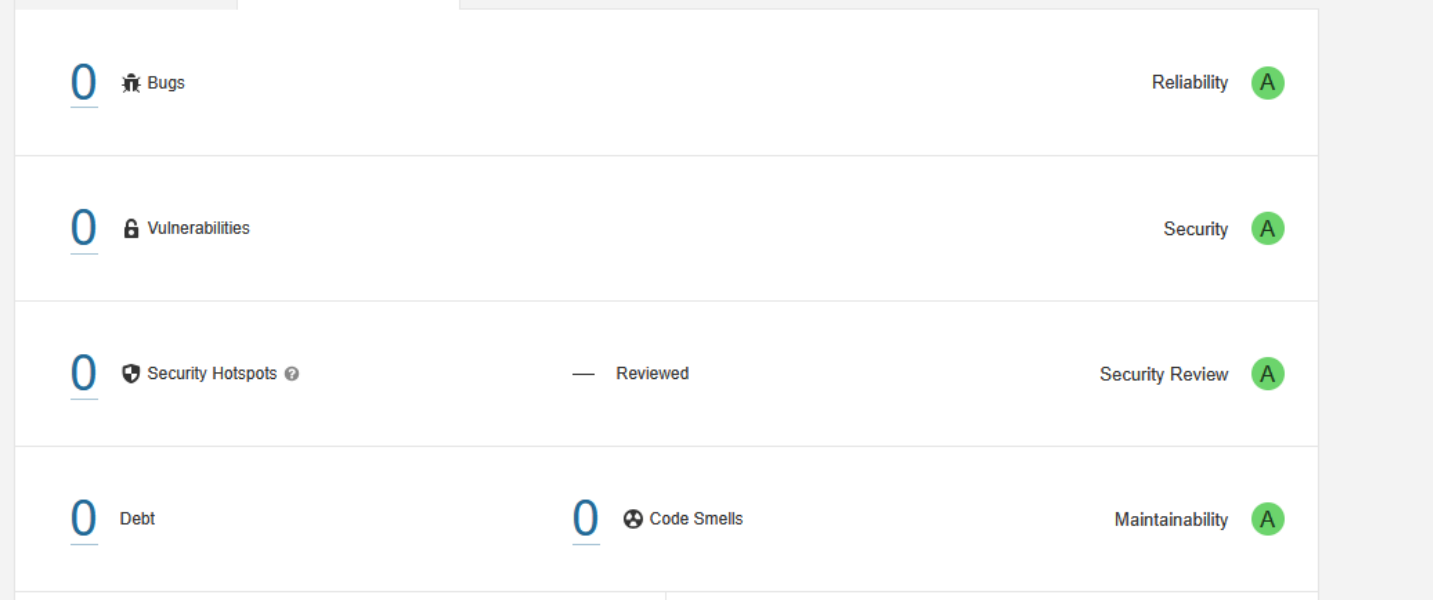 0 Bugs Reliability A
0 Vulnerabilities Security A
0 Security Hotspots ? — Reviewed Security Review A
0 Debt 0 Code Smells Maintainability A